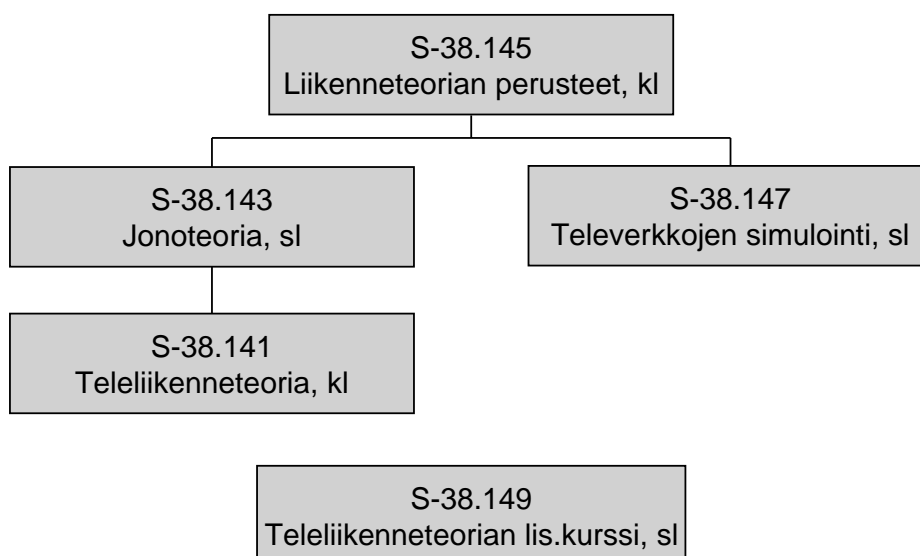 S-38.145
Liikenneteorian perusteet, kl
S-38.143
Jonoteoria, sl
S-38.147
Televerkkojen simulointi, sl
S-38.141
Teleliikenneteoria, kl
S-38.149
Teleliikenneteorian lis.kurssi, sl